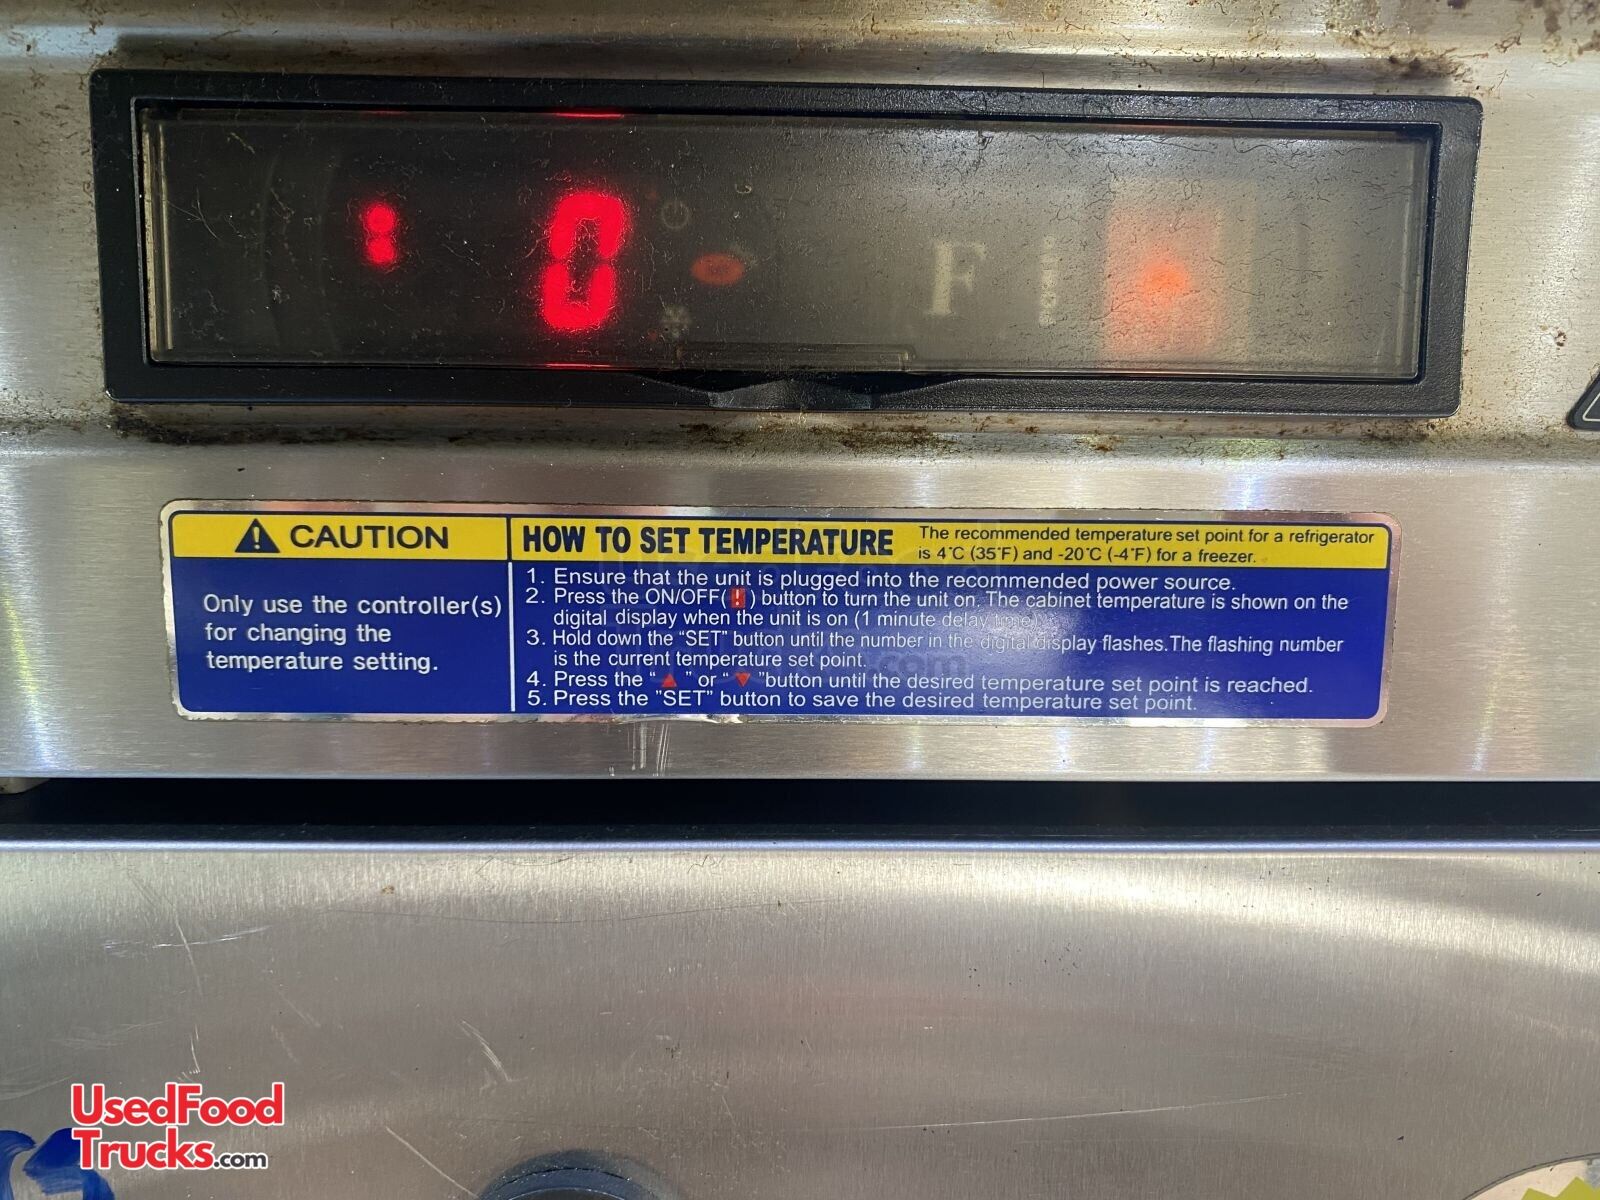 0
F i
CAUTION
Only use the controller(s)
for changing the
temperature setting.
HOW TO SET TEMPERATURE
The recommended temperature set point for a refrigerator
is 4°C (35°F) and -20°C (-4°F) for a freezer.
1. Ensure that the unit is plugged into the recommended power source.
2. Press the ON/OFF( ! ) button to turn the unit on. The cabinet temperature is shown on the
digital display when the unit is on (1 minute delay time).
3. Hold down the “SET” button until the number in the digital display flashes.The flashing number
is the current temperature set point.
4. Press the “ ▲ ” or “ ▼ ”button until the desired temperature set point is reached.
5. Press the ”SET” button to save the desired temperature set point.
UsedFood
Trucks.com